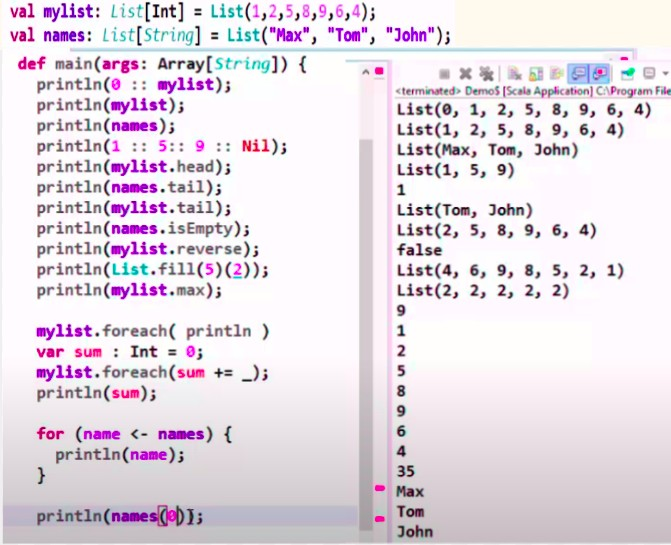 val mylist: List[Int] = List(1,2,5,8,9,6,4);
val names: List[String] = List("Max", "Tom", "John");
def main(args: Array[String]) {
println(0 :: mylist);
println(mylist);
println(names);
println(1 :: 5:: 9 :: Nil);
println(mylist.head);
println(names.tail);
println(mylist.tail);
println(names.isEmpty);
println(mylist.reverse);
println(List.fill(5)(2));
println(mylist.max);
mylist.foreach( println )
var sum : Int = 0;
mylist.foreach(sum += _);
println(sum);
for (name <- names) {
println(name);
}
println(names(0));
<terminated> Demo$ [Scala Application] C:\Program File
List(0, 1, 2, 5, 8, 9, 6, 4)
List(1, 2, 5, 8, 9, 6, 4)
List(Max, Tom, John)
List(1, 5, 9)
1
List(Tom, John)
List(2, 5, 8, 9, 6, 4)
false
List(4, 6, 9, 8, 5, 2, 1)
List(2, 2, 2, 2, 2)
9
1
2
5
8
9
6
4
35
Max
Tom
John